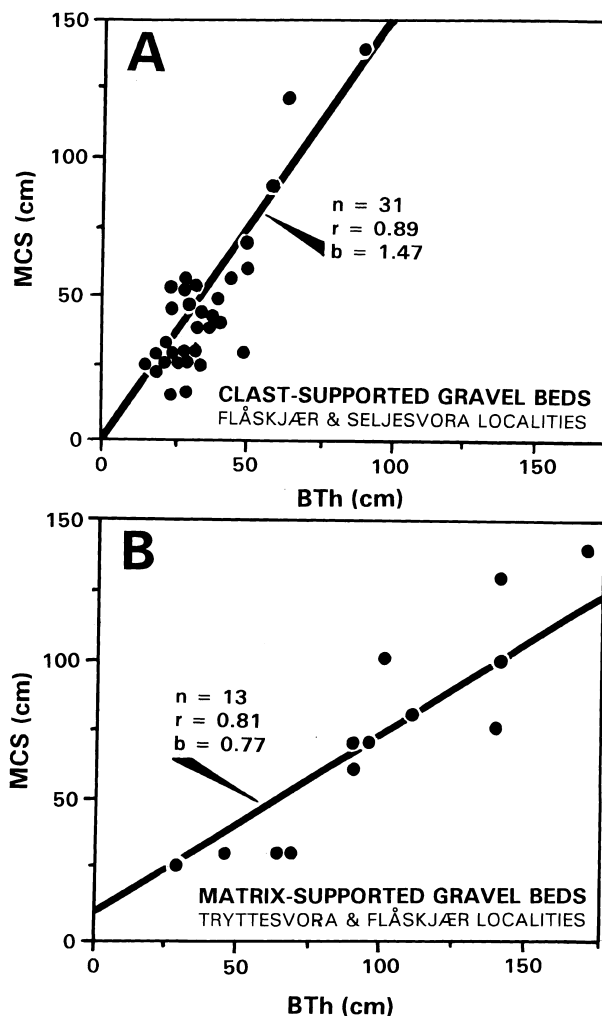 A
150
100
50
0
MCS (cm)
n = 31
r = 0.89
b = 1.47
CLAST-SUPPORTED GRAVEL BEDS
FLÅSKJÆR & SELJESVORA LOCALITIES
0
50
100
150
BTh (cm)
B
150
100
50
0
MCS (cm)
n = 13
r = 0.81
b = 0.77
MATRIX-SUPPORTED GRAVEL BEDS
TRYTTESVORA & FLÅSKJÆR LOCALITIES
0
50
100
150
BTh (cm)